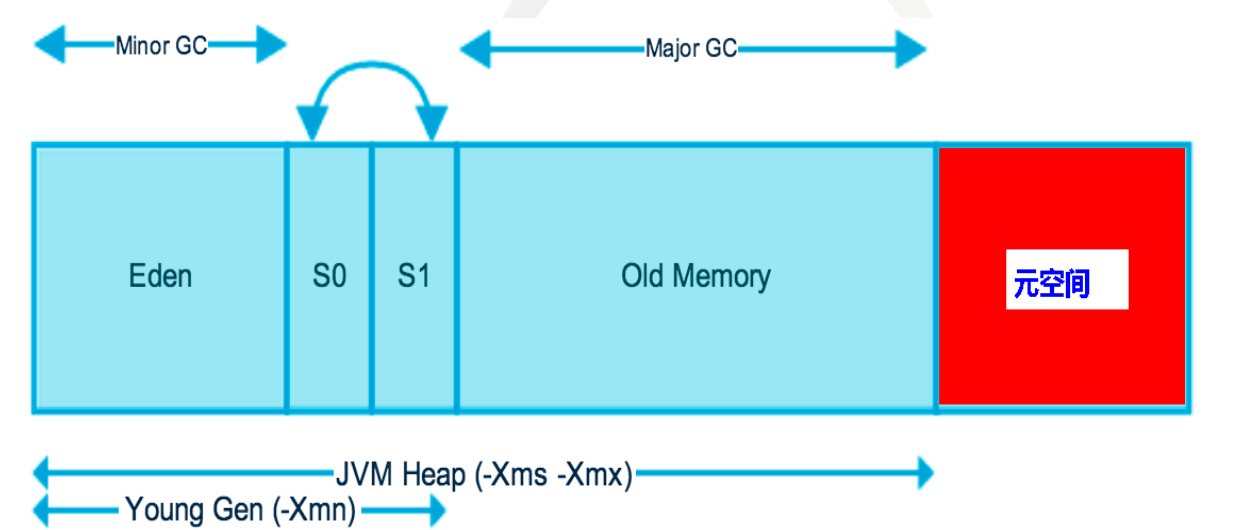 Minor GC
Major GC
Eden
S0
S1
Old Memory
元空间
JVM Heap (-Xms -Xmx)
Young Gen (-Xmn)